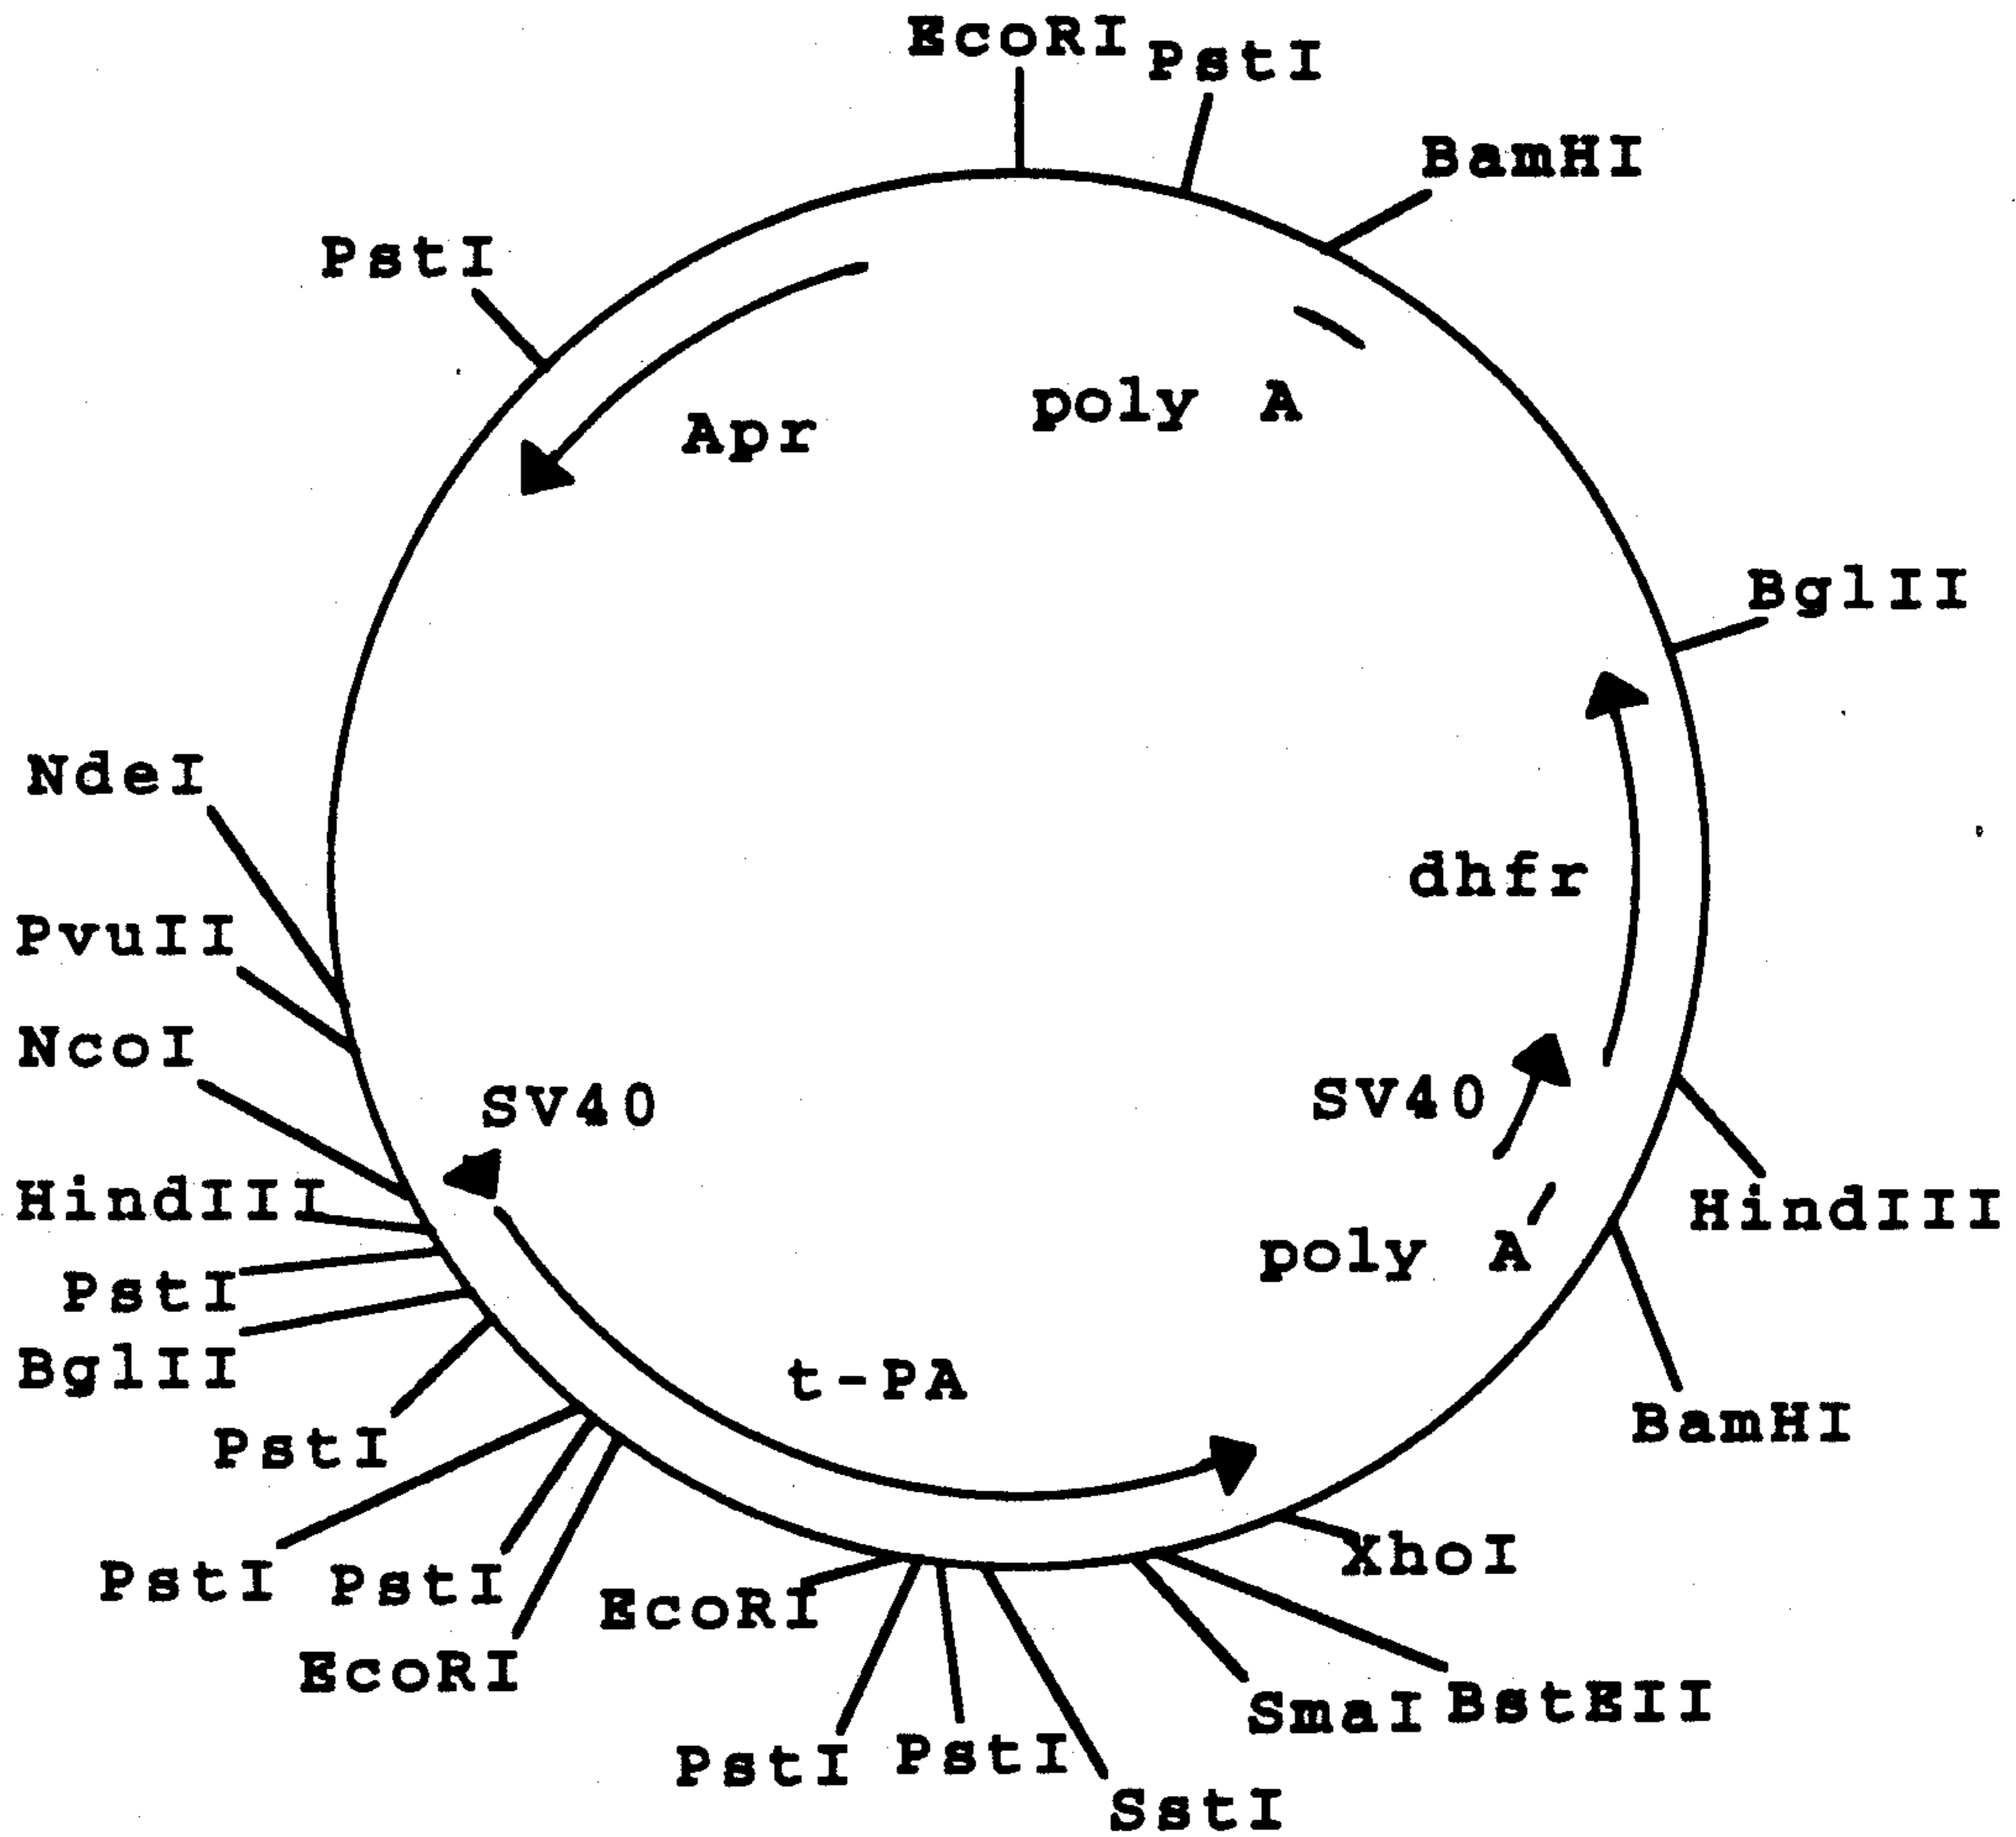 EcoRI
PstI
BamHI
PstI
poly A
Apr
BglII
NdeI
dhfr
PvuII
NcoI
SV40
SV40
HindIII
HindIII
poly A
PstI
BglII
t-PA
BamHI
PstI
XhoI
PstI
PstI
EcoRI
EcoRI
SmaI
BstEII
PstI
PstI
SstI